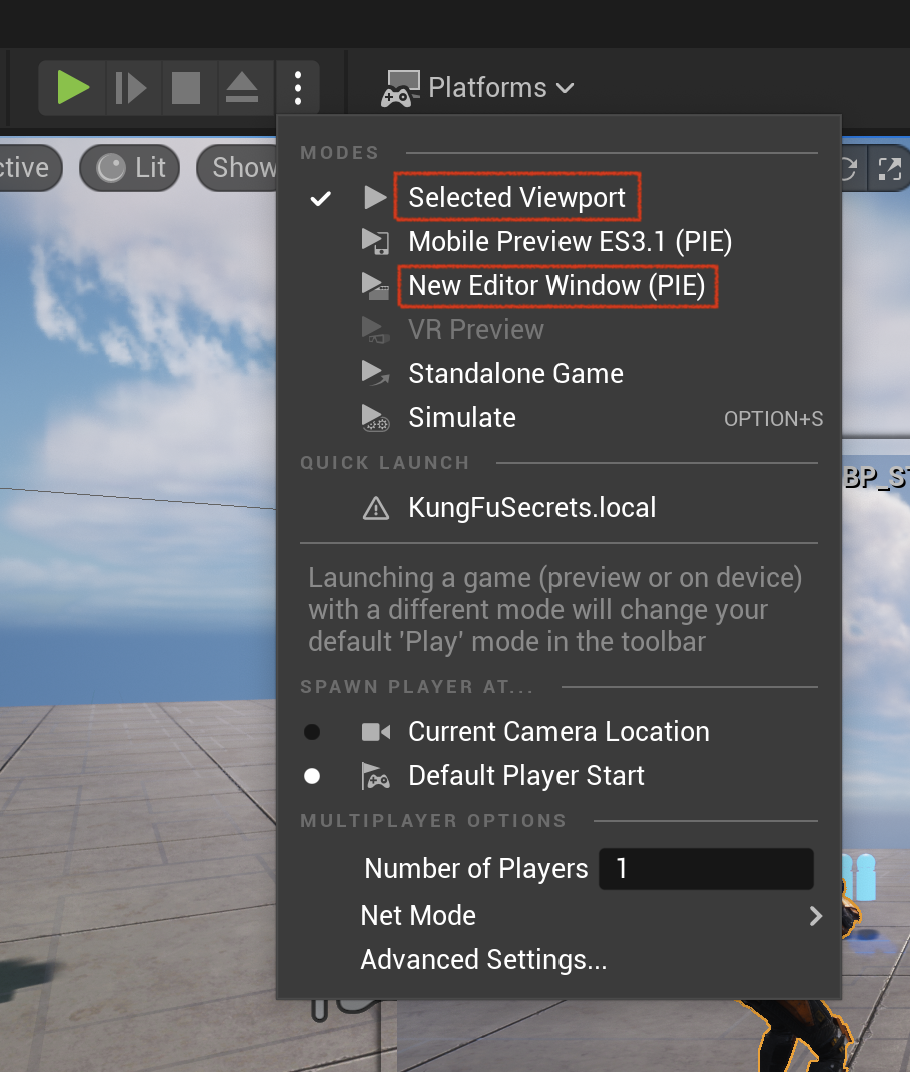 Platforms
Lit
Show
MODES
Selected Viewport
Mobile Preview ES3.1 (PIE)
New Editor Window (PIE)
VR Preview
Standalone Game
Simulate OPTION+S
QUICK LAUNCH
KungFuSecrets.local
Launching a game (preview or on device)
with a different mode will change your
default 'Play' mode in the toolbar
SPAWN PLAYER AT...
Current Camera Location
Default Player Start
MULTIPLAYER OPTIONS
Number of Players 1
Net Mode
Advanced Settings...